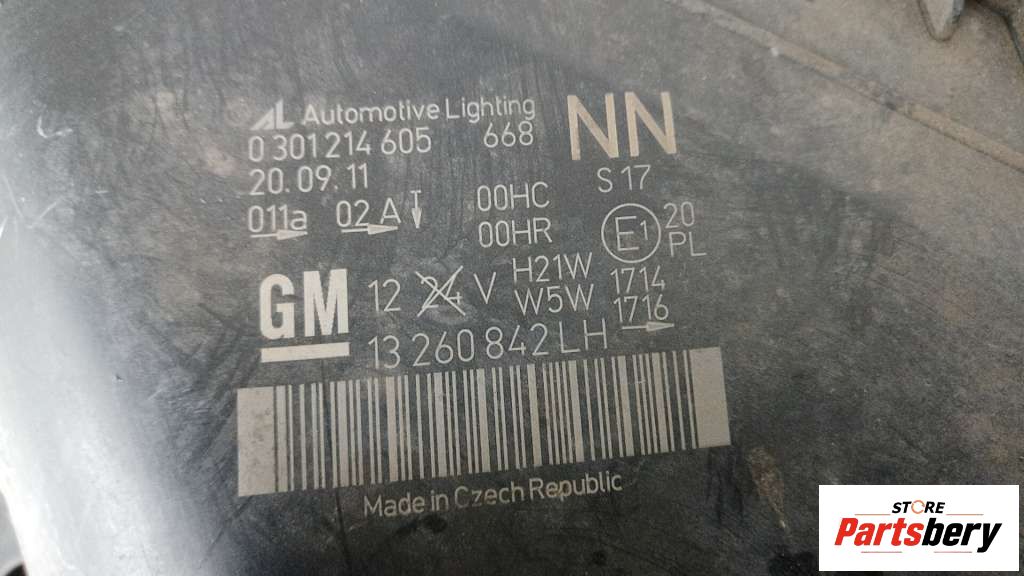 AL Automotive Lighting
0 301 214 605 668 NN
20.09.11 S 17
011a 02 A 00HC
00HR E1 20 PL
GM 12 24 V H21W 1714
W5W 1716
13 260 842 LH
Made in Czech Republic
STORE
Partsbery